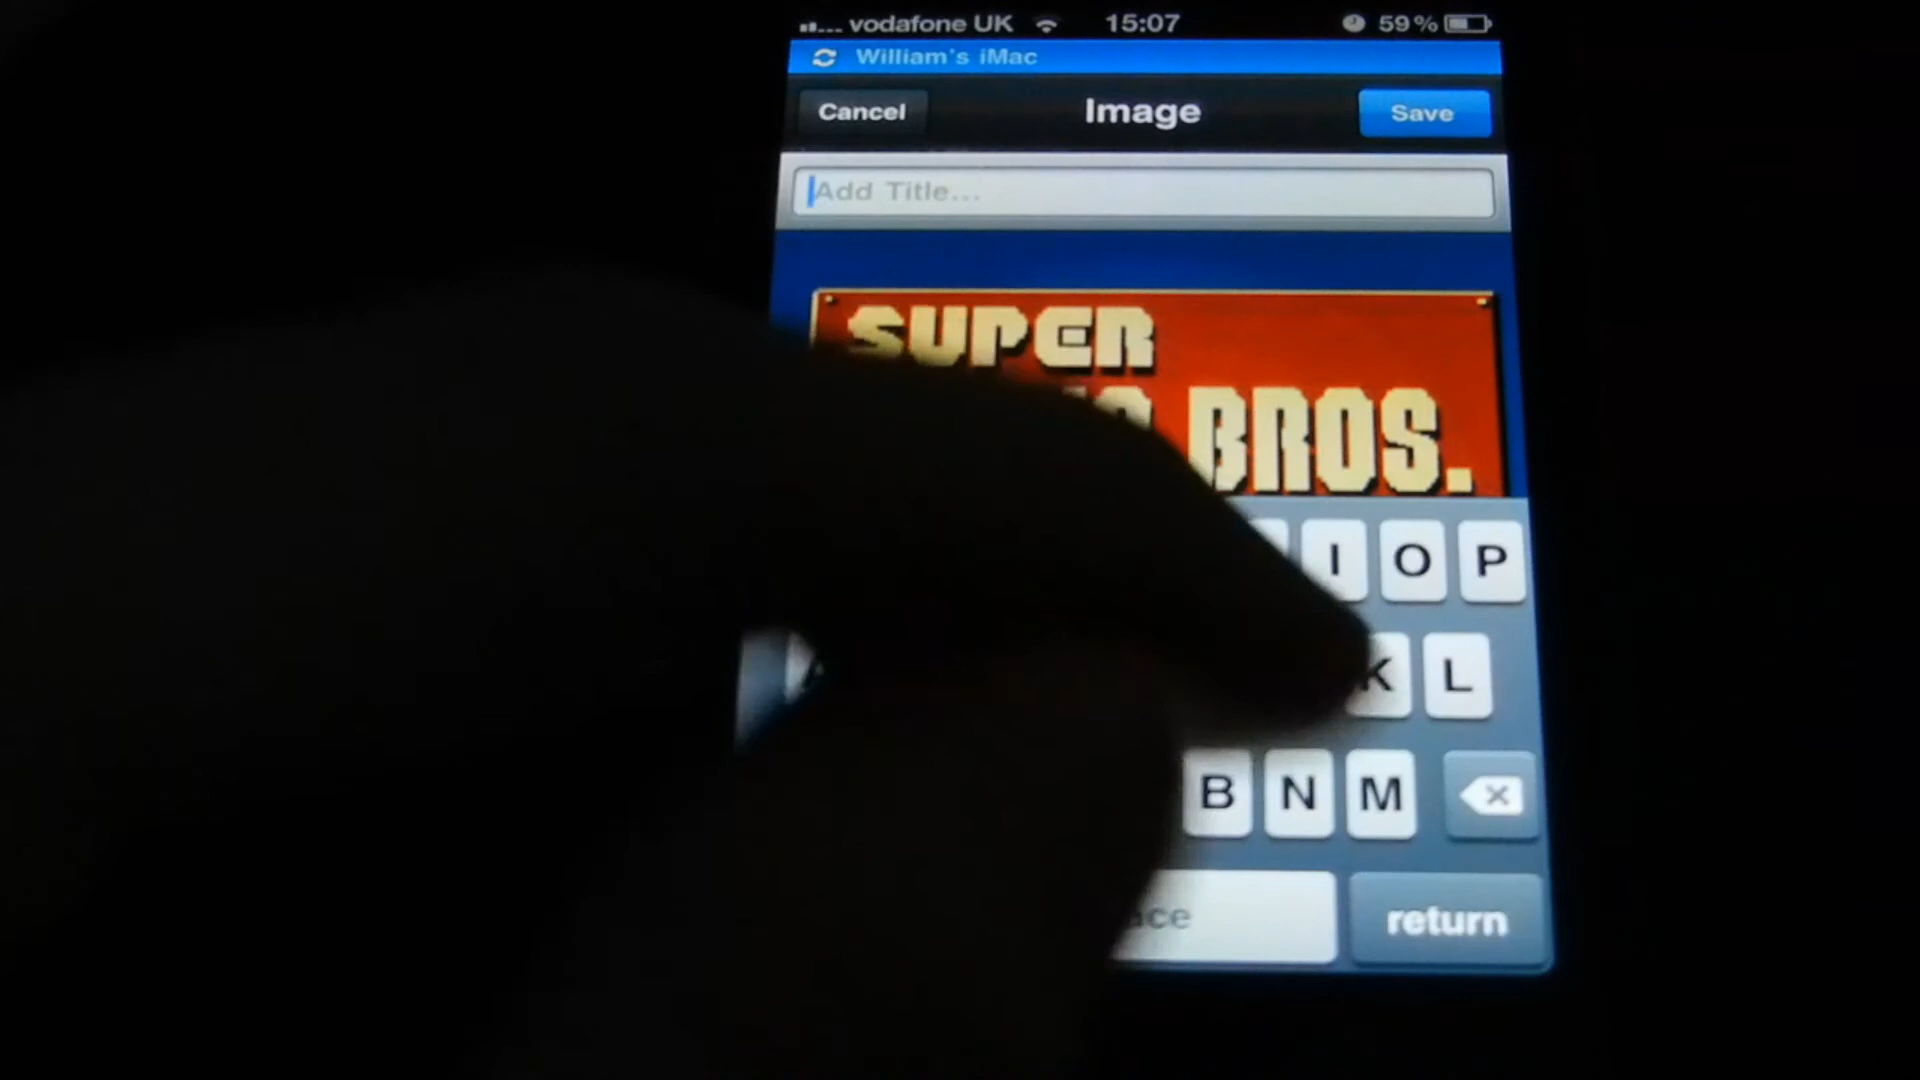 vodafone UK 15:07 59%
William's iMac
Cancel Image Save
Add Title...
SUPER
BROS.
I O P
K L
B N M
return